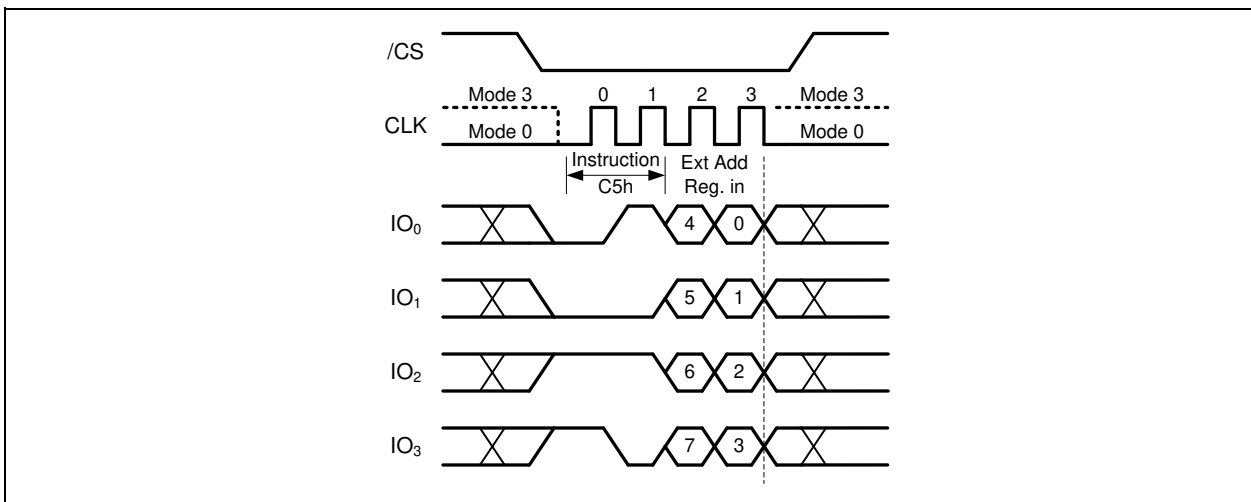 /CS
Mode 3 0 1 2 3 Mode 3
CLK Mode 0 Mode 0
Instruction Ext Add
C5h Reg. in
IO₀ 4 0
IO₁ 5 1
IO₂ 6 2
IO₃ 7 3